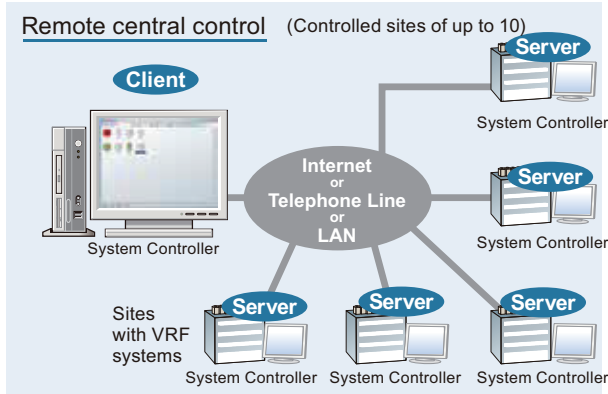 Remote central control (Controlled sites of up to 10)
Server
System Controller
Client
System Controller
Internet
or
Telephone Line
or
LAN
Server
System Controller
Sites
with VRF
systems
Server
System Controller
Server
System Controller
Server
System Controller